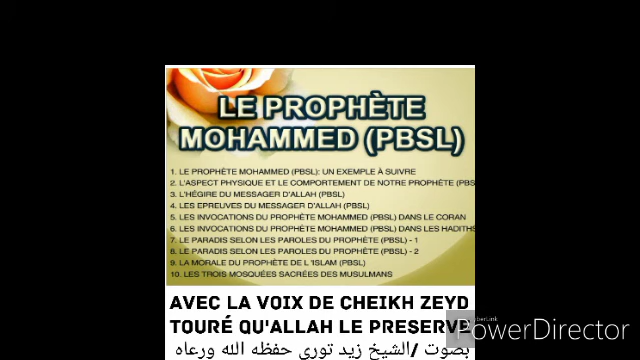 LE PROPHÈTE
MOHAMMED (PBSL)
1. LE PROPHÈTE MOHAMMED (PBSL): UN EXEMPLE À SUIVRE
2. L'ASPECT PHYSIQUE ET LE COMPORTEMENT DE NOTRE PROPHÈTE (PBS
3. L'HÉGIRE DU MESSAGER D'ALLAH (PBSL)
4. LES EPREUVES DU MESSAGER D'ALLAH (PBSL)
5. LES INVOCATIONS DU PROPHÈTE MOHAMMED (PBSL) DANS LE CORAN
6. LES INVOCATIONS DU PROPHÈTE MOHAMMED (PBSL) DANS LES HADITHS
7. LE PARADIS SELON LES PAROLES DU PROPHÈTE (PBSL) - 1
8. LE PARADIS SELON LES PAROLES DU PROPHÈTE (PBSL) - 2
9. LA MORALE DU PROPHÈTE DE L'ISLAM (PBSL)
10. LES TROIS MOSQUÉES SACRÉES DES MUSULMANS
AVEC LA VOIX DE CHEIKH ZEYD
TOURÉ QU'ALLAH LE PRESERVE
بصوت /الشيخ زيد توري حفظه الله ورعاه
CyberLink
PowerDirector